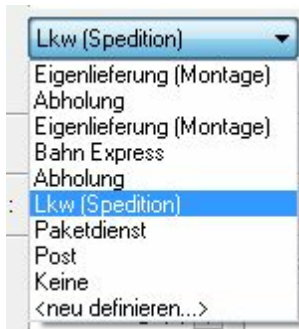 Lkw (Spedition)
Eigenlieferung (Montage)
Abholung
Eigenlieferung (Montage)
Bahn Express
Abholung
Lkw (Spedition)
Paketdienst
Post
Keine
<neu definieren...>